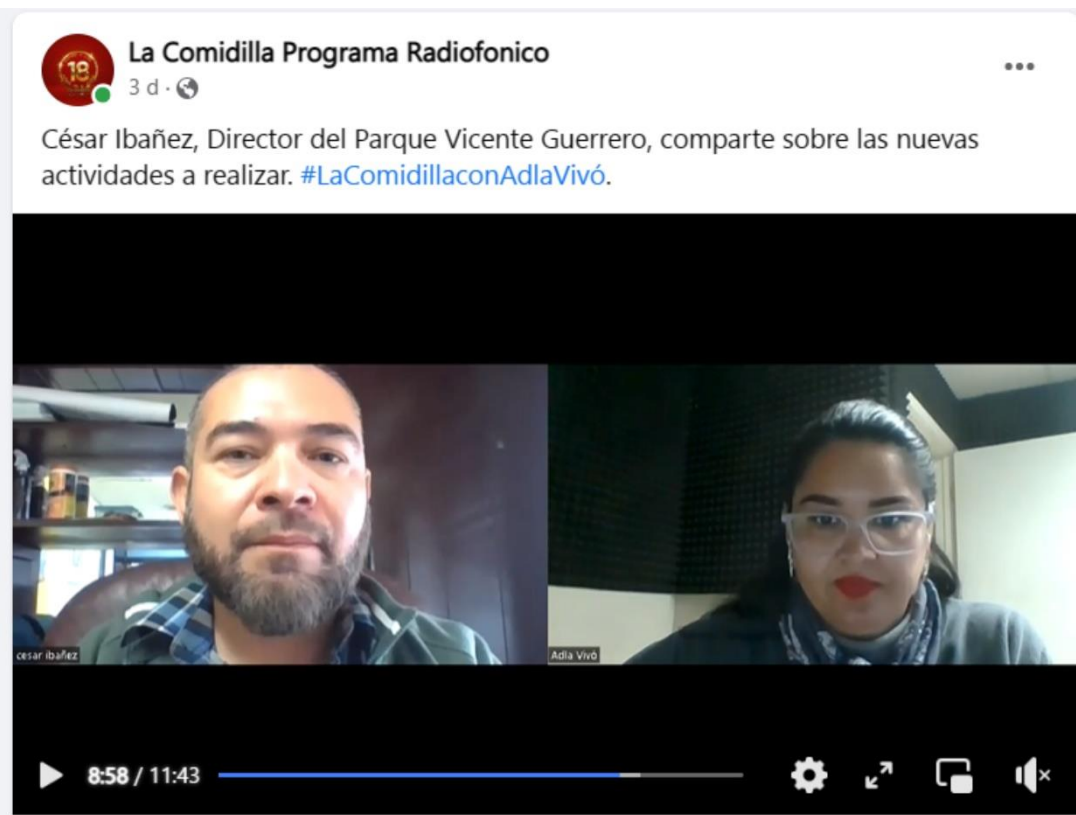 18
La Comidilla Programa Radiofonico
3 d ·
César Ibañez, Director del Parque Vicente Guerrero, comparte sobre las nuevas
actividades a realizar. #LaComidillaconAdlaVivó.
cesar ibañez
Adla Vivó
8:58 / 11:43